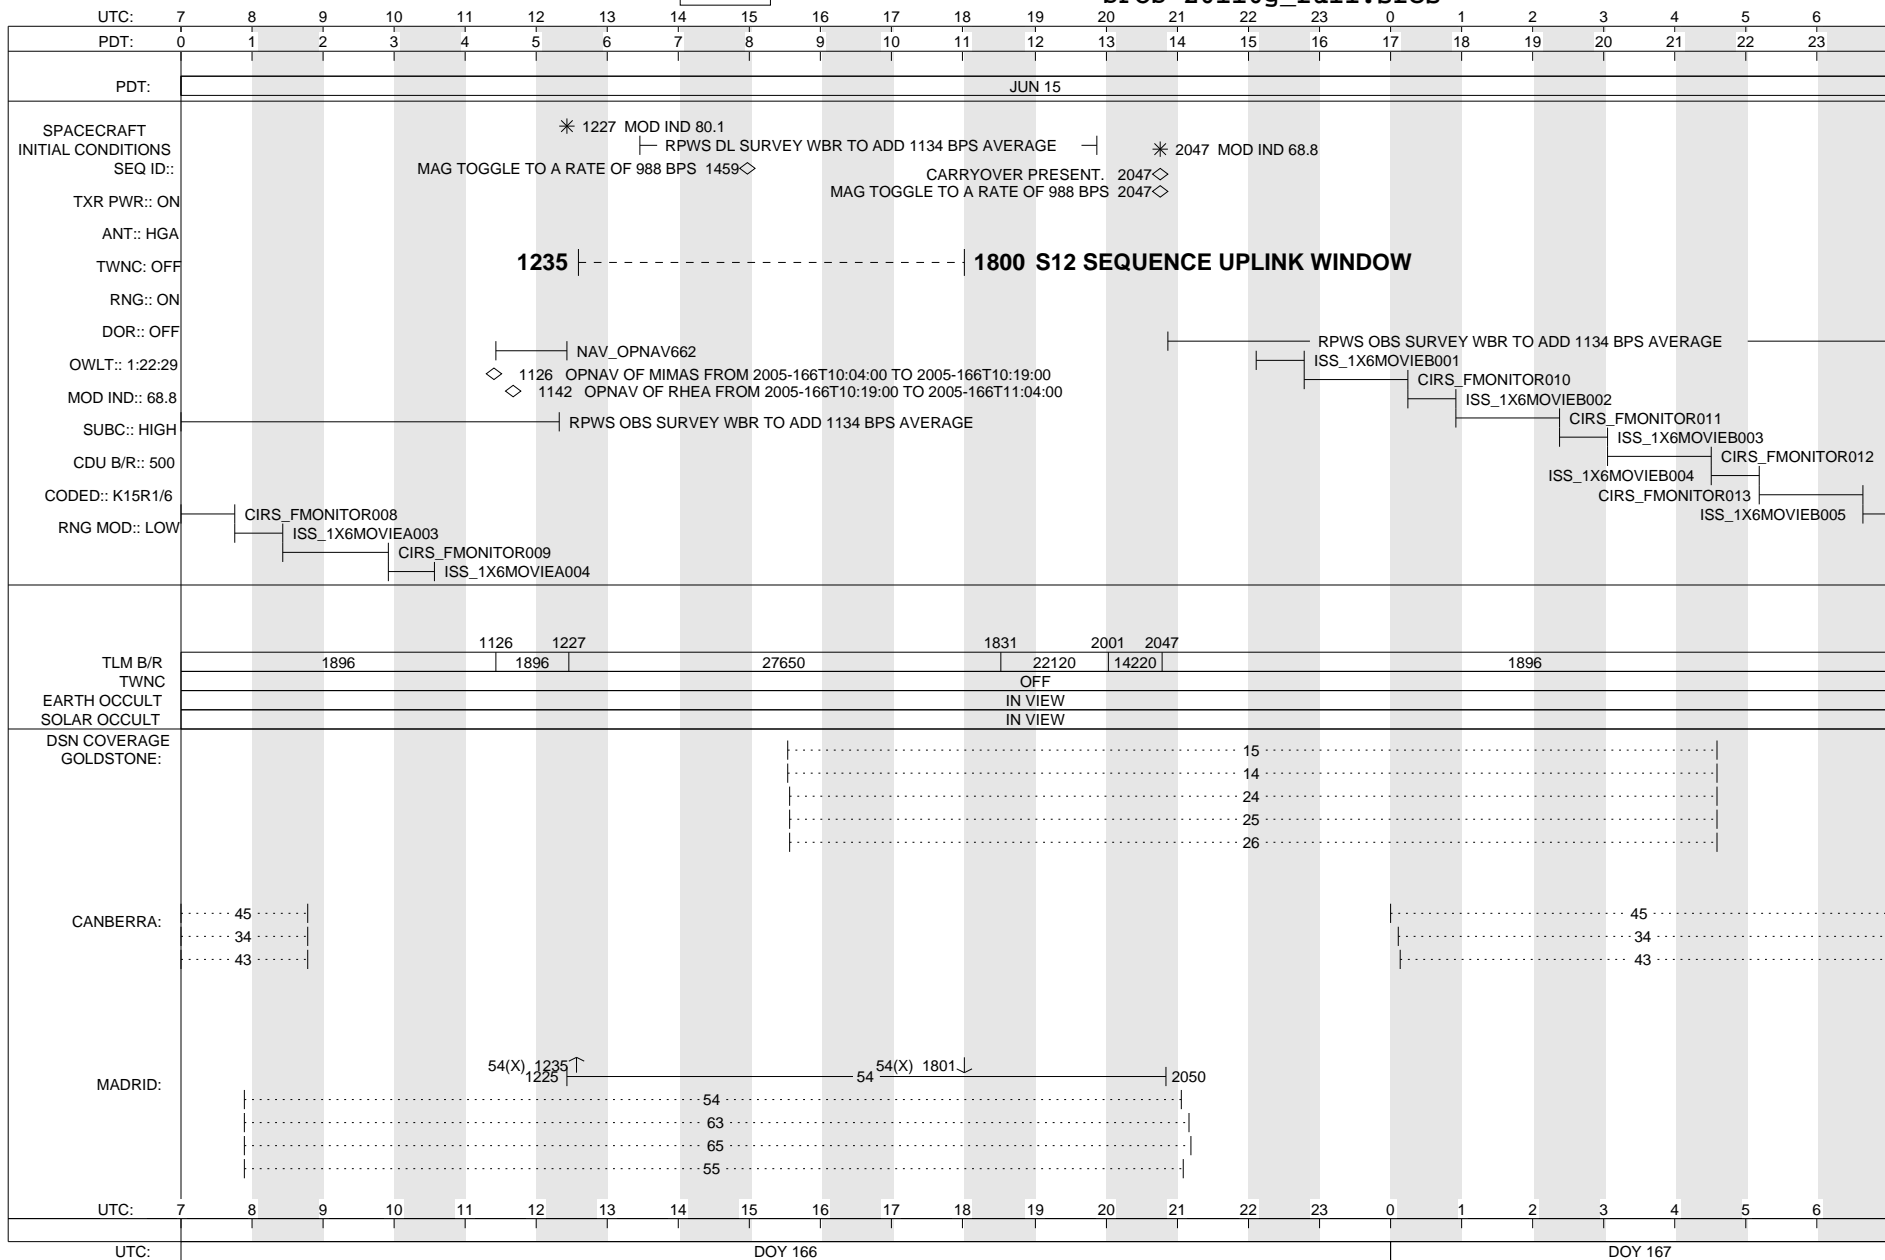 UTC: 7 8 9 10 11 12 13 14 15 16 17 18 19 20 21 22 23 0 1 2 3 4 5 6
PDT: 0 1 2 3 4 5 6 7 8 9 10 11 12 13 14 15 16 17 18 19 20 21 22 23
PDT: JUN 15
SPACECRAFT
INITIAL CONDITIONS
SEQ ID::
TXR PWR:: ON
ANT:: HGA
TWNC: OFF
RNG:: ON
DOR:: OFF
OWLT:: 1:22:29
MOD IND:: 68.8
SUBC:: HIGH
CDU B/R:: 500
CODED:: K15R1/6
RNG MOD:: LOW
1227 MOD IND 80.1
RPWS DL SURVEY WBR TO ADD 1134 BPS AVERAGE
2047 MOD IND 68.8
MAG TOGGLE TO A RATE OF 988 BPS 1459
CARRYOVER PRESENT. 2047
MAG TOGGLE TO A RATE OF 988 BPS 2047
1235 1800 S12 SEQUENCE UPLINK WINDOW
RPWS OBS SURVEY WBR TO ADD 1134 BPS AVERAGE
NAV_OPNAV662
ISS_1X6MOVIEB001
1126 OPNAV OF MIMAS FROM 2005-166T10:04:00 TO 2005-166T10:19:00
CIRS_FMONITOR010
1142 OPNAV OF RHEA FROM 2005-166T10:19:00 TO 2005-166T11:04:00
ISS_1X6MOVIEB002
CIRS_FMONITOR011
RPWS OBS SURVEY WBR TO ADD 1134 BPS AVERAGE
ISS_1X6MOVIEB003
CIRS_FMONITOR012
ISS_1X6MOVIEB004
CIRS_FMONITOR013
CIRS_FMONITOR008
ISS_1X6MOVIEB005
ISS_1X6MOVIEA003
CIRS_FMONITOR009
ISS_1X6MOVIEA004
1126 1227 1831 2001 2047
TLM B/R 1896 1896 27650 22120 14220 1896
TWNC OFF
EARTH OCCULT IN VIEW
SOLAR OCCULT IN VIEW
DSN COVERAGE
GOLDSTONE:
15
14
24
25
26
CANBERRA:
45 45
34 34
43 43
MADRID:
54(X) 1235 54(X) 1801
1225 54 2050
54
63
65
55
UTC: 7 8 9 10 11 12 13 14 15 16 17 18 19 20 21 22 23 0 1 2 3 4 5 6
UTC: DOY 166 DOY 167